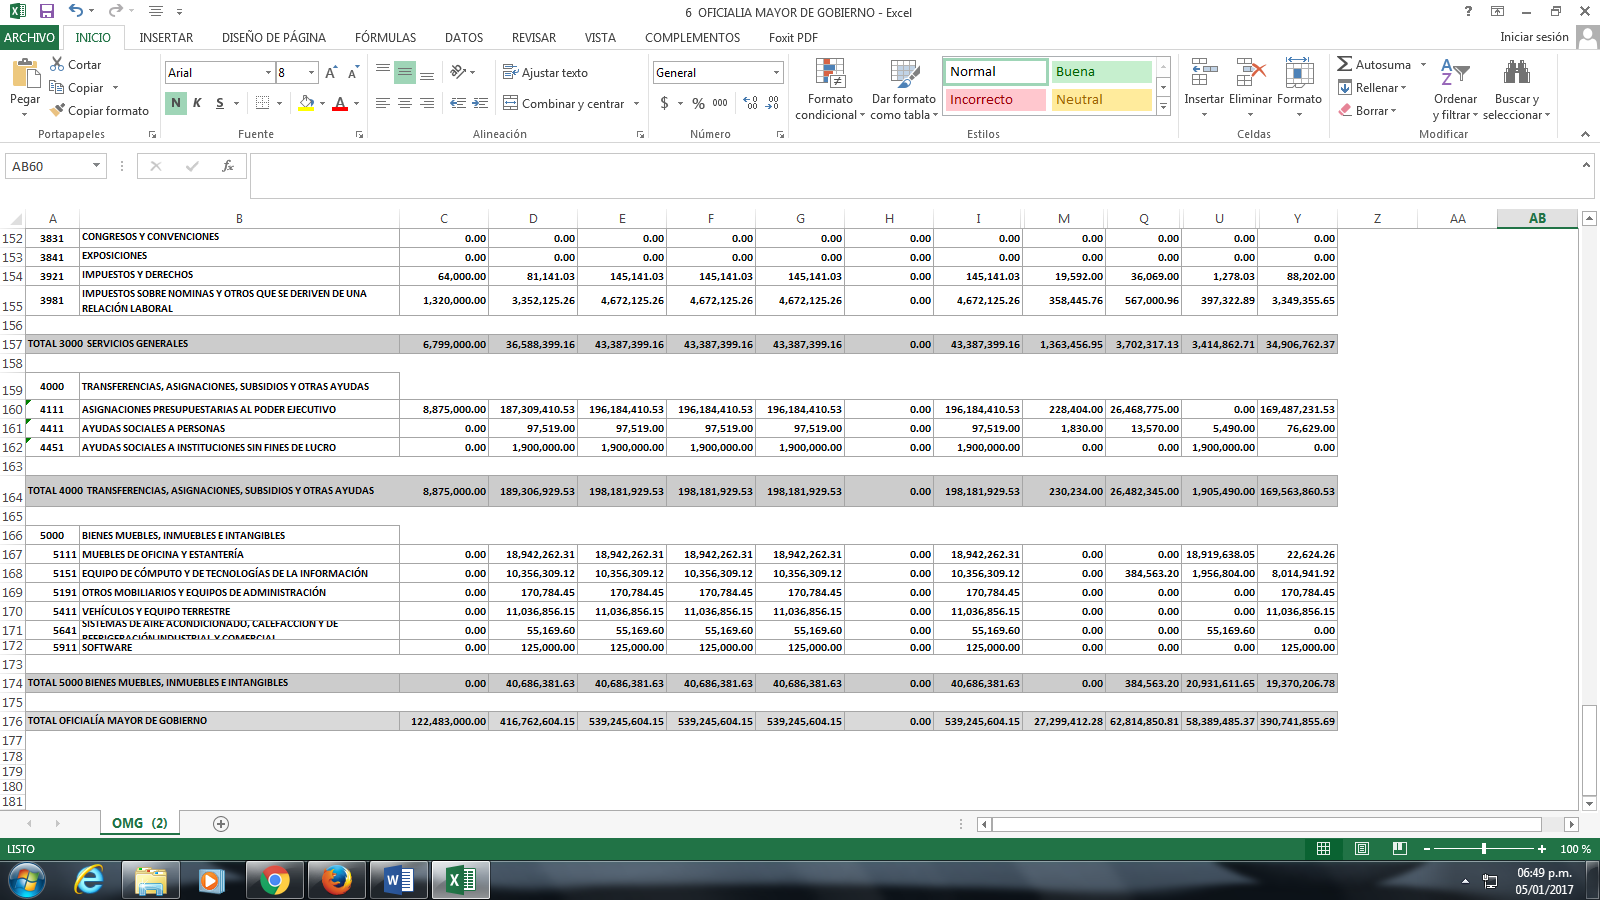 6 OFICIALIA MAYOR DE GOBIERNO - Excel
ARCHIVO INICIO INSERTAR DISEÑO DE PÁGINA FÓRMULAS DATOS REVISAR VISTA COMPLEMENTOS Foxit PDF Iniciar sesión
Pegar
Cortar
Copiar
Copiar formato
Portapapeles
Arial 8
N K S
Fuente
Ajustar texto
Combinar y centrar
Alineación
General
$ % 000
Número
Formato condicional
Dar formato como tabla
Normal Buena
Incorrecto Neutral
Estilos
Insertar Eliminar Formato
Celdas
Autosuma
Rellenar
Borrar
Ordenar y filtrar
Buscar y seleccionar
Modificar
AB60
A B C D E F G H I M Q U Y Z AA AB
152 3831 CONGRESOS Y CONVENCIONES 0.00 0.00 0.00 0.00 0.00 0.00 0.00 0.00 0.00 0.00 0.00
153 3841 EXPOSICIONES 0.00 0.00 0.00 0.00 0.00 0.00 0.00 0.00 0.00 0.00 0.00
154 3921 IMPUESTOS Y DERECHOS 64,000.00 81,141.03 145,141.03 145,141.03 145,141.03 0.00 145,141.03 19,592.00 36,069.00 1,278.03 88,202.00
155 3981 IMPUESTOS SOBRE NOMINAS Y OTROS QUE SE DERIVEN DE UNA RELACIÓN LABORAL 1,320,000.00 3,352,125.26 4,672,125.26 4,672,125.26 4,672,125.26 0.00 4,672,125.26 358,445.76 567,000.96 397,322.89 3,349,355.65
156
157 TOTAL 3000 SERVICIOS GENERALES 6,799,000.00 36,588,399.16 43,387,399.16 43,387,399.16 43,387,399.16 0.00 43,387,399.16 1,363,456.95 3,702,317.13 3,414,862.71 34,906,762.37
158
159 4000 TRANSFERENCIAS, ASIGNACIONES, SUBSIDIOS Y OTRAS AYUDAS
160 4111 ASIGNACIONES PRESUPUESTARIAS AL PODER EJECUTIVO 8,875,000.00 187,309,410.53 196,184,410.53 196,184,410.53 196,184,410.53 0.00 196,184,410.53 228,404.00 26,468,775.00 0.00 169,487,231.53
161 4411 AYUDAS SOCIALES A PERSONAS 0.00 97,519.00 97,519.00 97,519.00 97,519.00 0.00 97,519.00 1,830.00 13,570.00 5,490.00 76,629.00
162 4451 AYUDAS SOCIALES A INSTITUCIONES SIN FINES DE LUCRO 0.00 1,900,000.00 1,900,000.00 1,900,000.00 1,900,000.00 0.00 1,900,000.00 0.00 0.00 1,900,000.00 0.00
163
164 TOTAL 4000 TRANSFERENCIAS, ASIGNACIONES, SUBSIDIOS Y OTRAS AYUDAS 8,875,000.00 189,306,929.53 198,181,929.53 198,181,929.53 198,181,929.53 0.00 198,181,929.53 230,234.00 26,482,345.00 1,905,490.00 169,563,860.53
165
166 5000 BIENES MUEBLES, INMUEBLES E INTANGIBLES
167 5111 MUEBLES DE OFICINA Y ESTANTERÍA 0.00 18,942,262.31 18,942,262.31 18,942,262.31 18,942,262.31 0.00 18,942,262.31 0.00 0.00 18,919,638.05 22,624.26
168 5151 EQUIPO DE CÓMPUTO Y DE TECNOLOGÍAS DE LA INFORMACIÓN 0.00 10,356,309.12 10,356,309.12 10,356,309.12 10,356,309.12 0.00 10,356,309.12 0.00 384,563.20 1,956,804.00 8,014,941.92
169 5191 OTROS MOBILIARIOS Y EQUIPOS DE ADMINISTRACIÓN 0.00 170,784.45 170,784.45 170,784.45 170,784.45 0.00 170,784.45 0.00 0.00 0.00 170,784.45
170 5411 VEHÍCULOS Y EQUIPO TERRESTRE 0.00 11,036,856.15 11,036,856.15 11,036,856.15 11,036,856.15 0.00 11,036,856.15 0.00 0.00 0.00 11,036,856.15
171 5641 SISTEMAS DE AIRE ACONDICIONADO, CALEFACCIÓN Y DE REFRIGERACIÓN INDUSTRIAL Y COMERCIAL 0.00 55,169.60 55,169.60 55,169.60 55,169.60 0.00 55,169.60 0.00 0.00 55,169.60 0.00
172 5911 SOFTWARE 0.00 125,000.00 125,000.00 125,000.00 125,000.00 0.00 125,000.00 0.00 0.00 0.00 125,000.00
173
174 TOTAL 5000 BIENES MUEBLES, INMUEBLES E INTANGIBLES 0.00 40,686,381.63 40,686,381.63 40,686,381.63 40,686,381.63 0.00 40,686,381.63 0.00 384,563.20 20,931,611.65 19,370,206.78
175
176 TOTAL OFICIALÍA MAYOR DE GOBIERNO 122,483,000.00 416,762,604.15 539,245,604.15 539,245,604.15 539,245,604.15 0.00 539,245,604.15 27,299,412.28 62,814,850.81 58,389,485.37 390,741,855.69
177
178
179
180
181
OMG (2)
LISTO 100 %
06:49 p.m.
05/01/2017